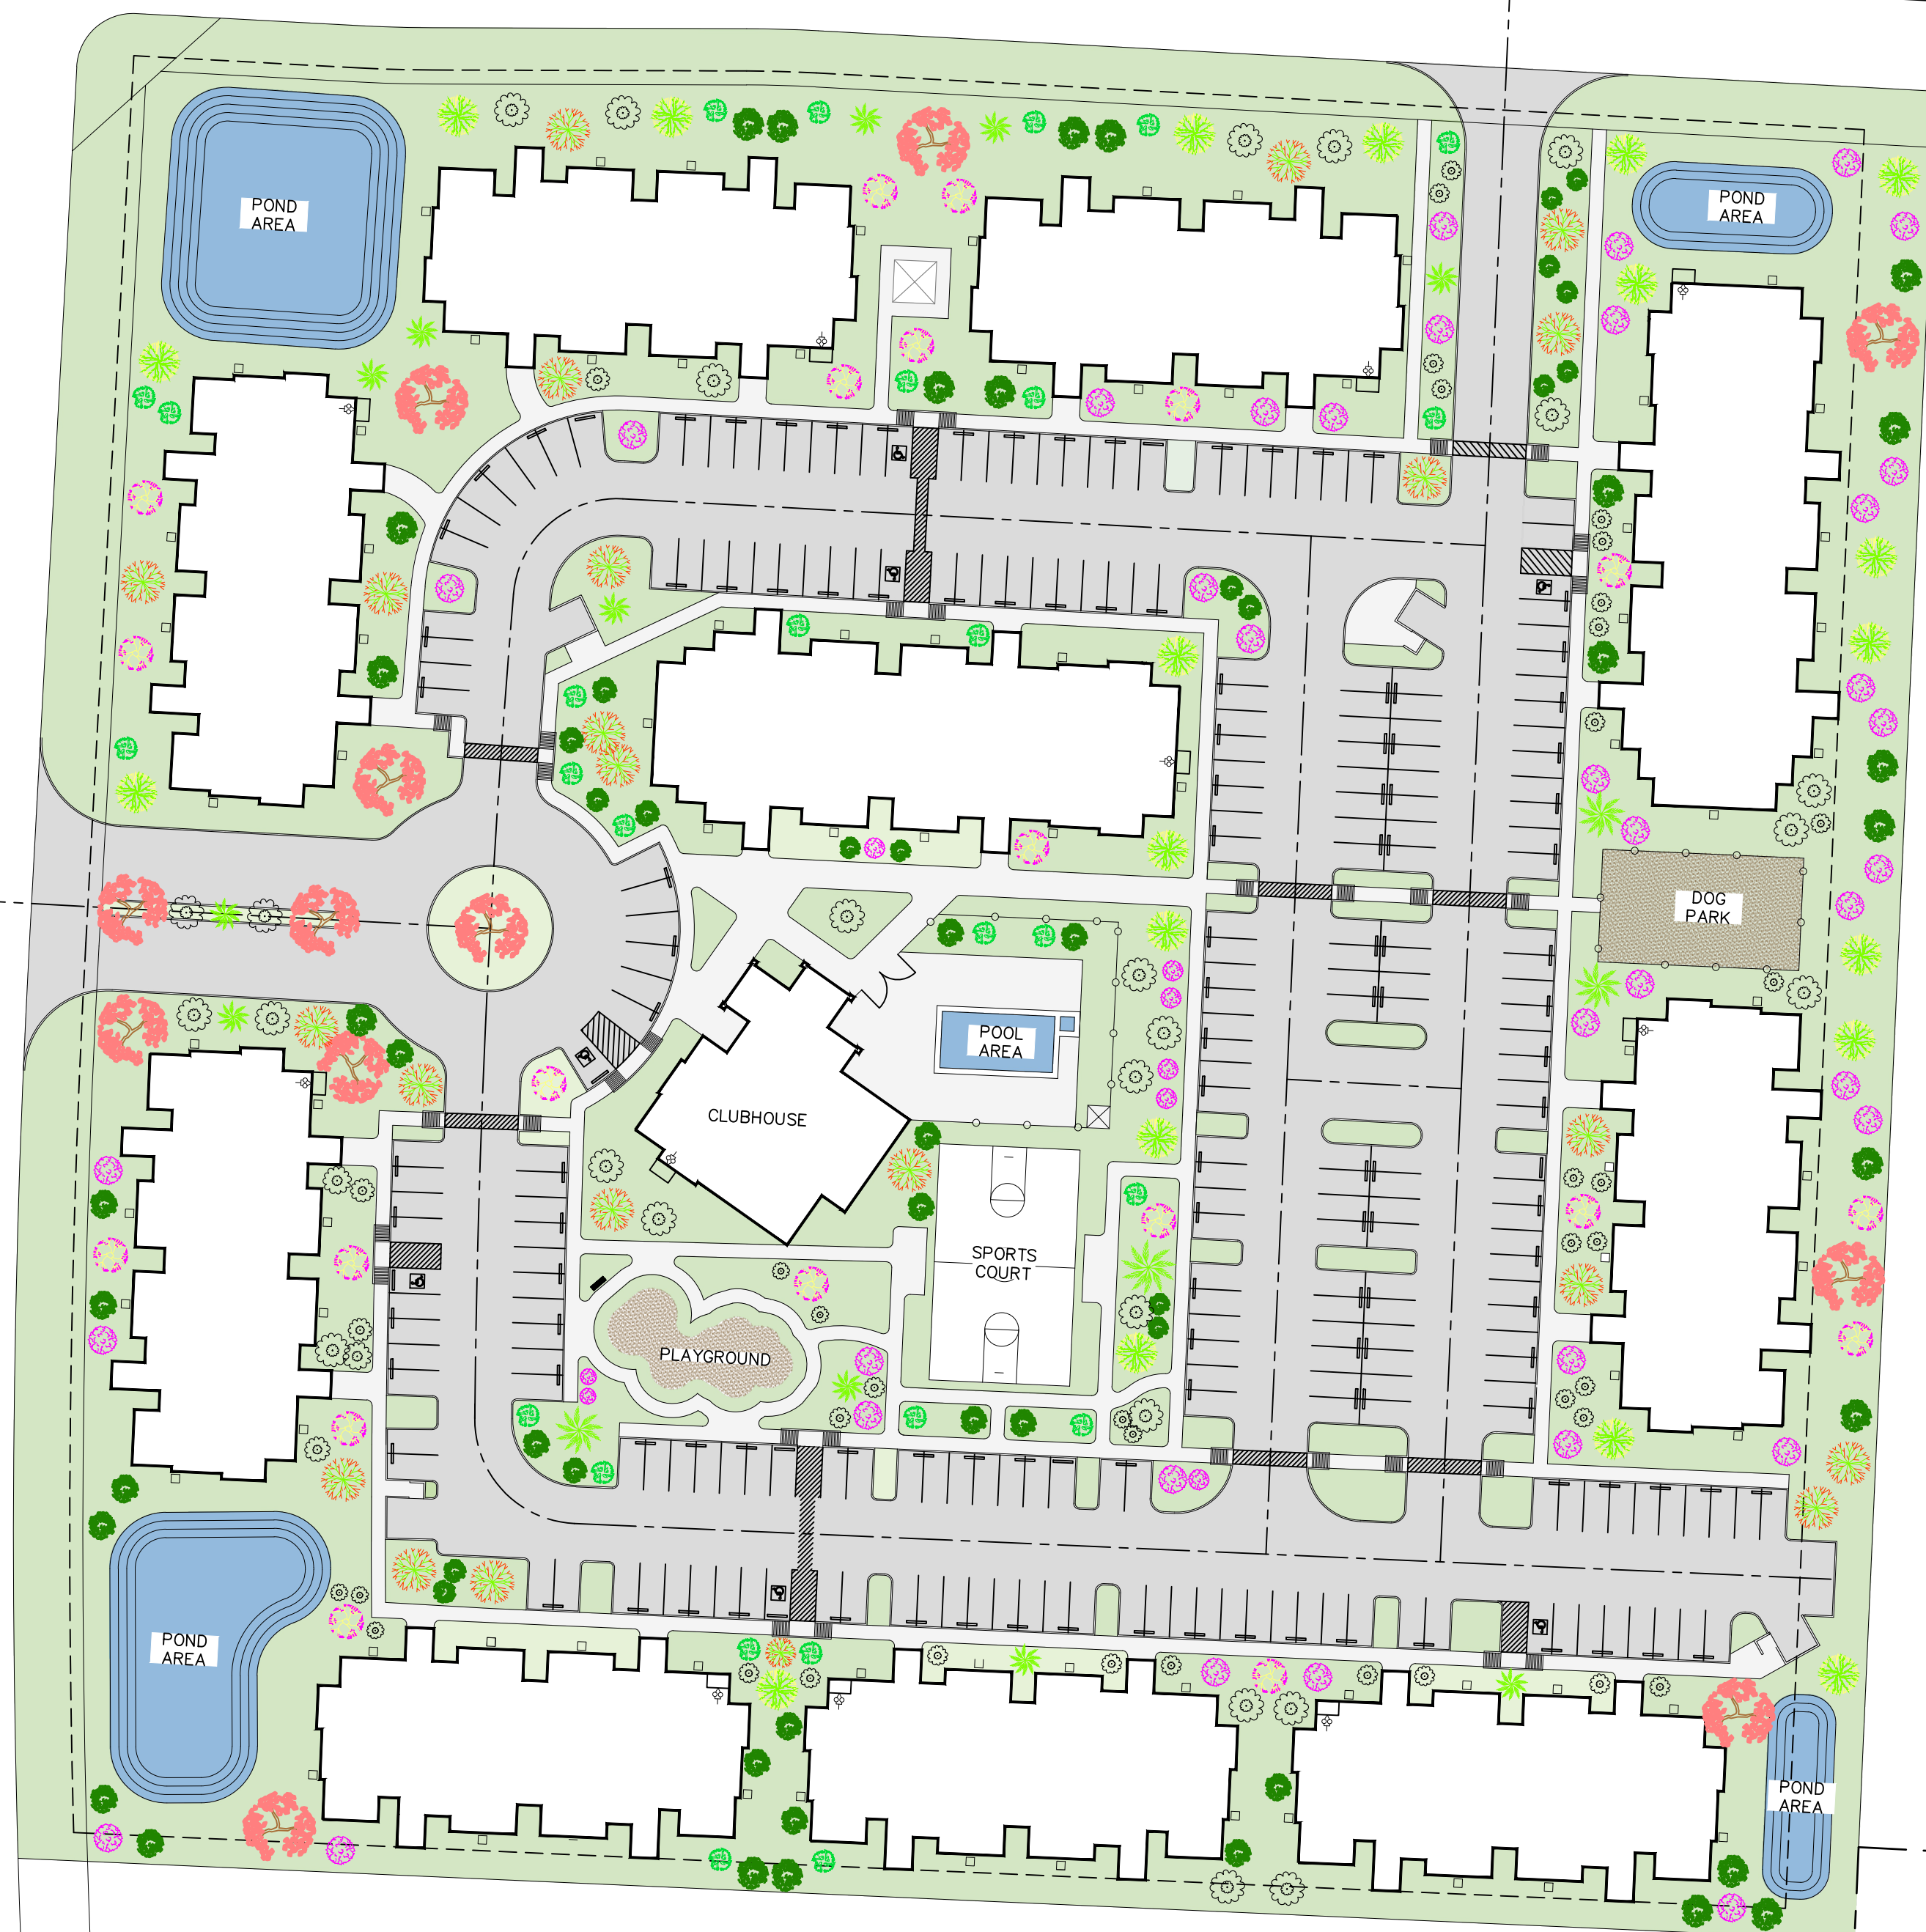 POND
AREA
POND
AREA
DOG
PARK
POOL
AREA
CLUBHOUSE
SPORTS
COURT
PLAYGROUND
POND
AREA
POND
AREA